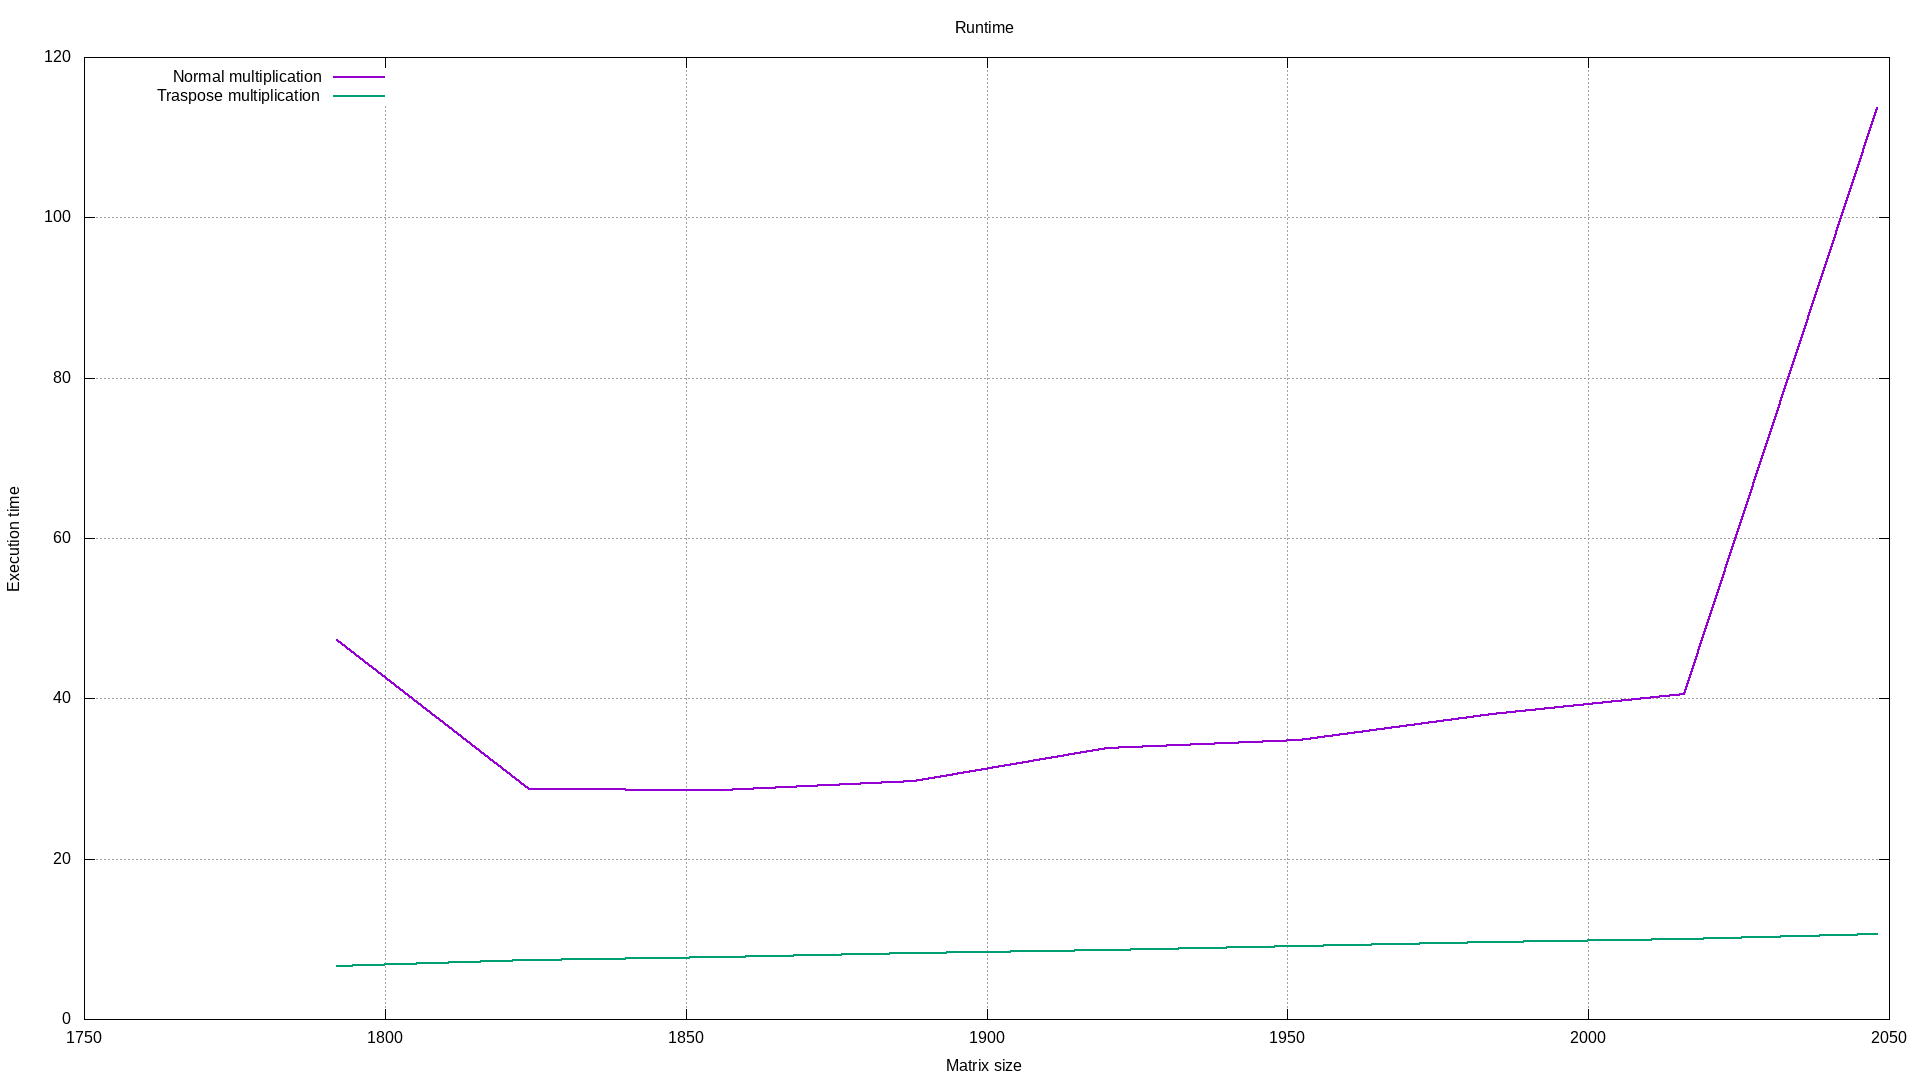 Runtime
120
Normal multiplication
Traspose multiplication
100
80
60
Execution time
40
20
0
1750 1800 1850 1900 1950 2000 2050
Matrix size